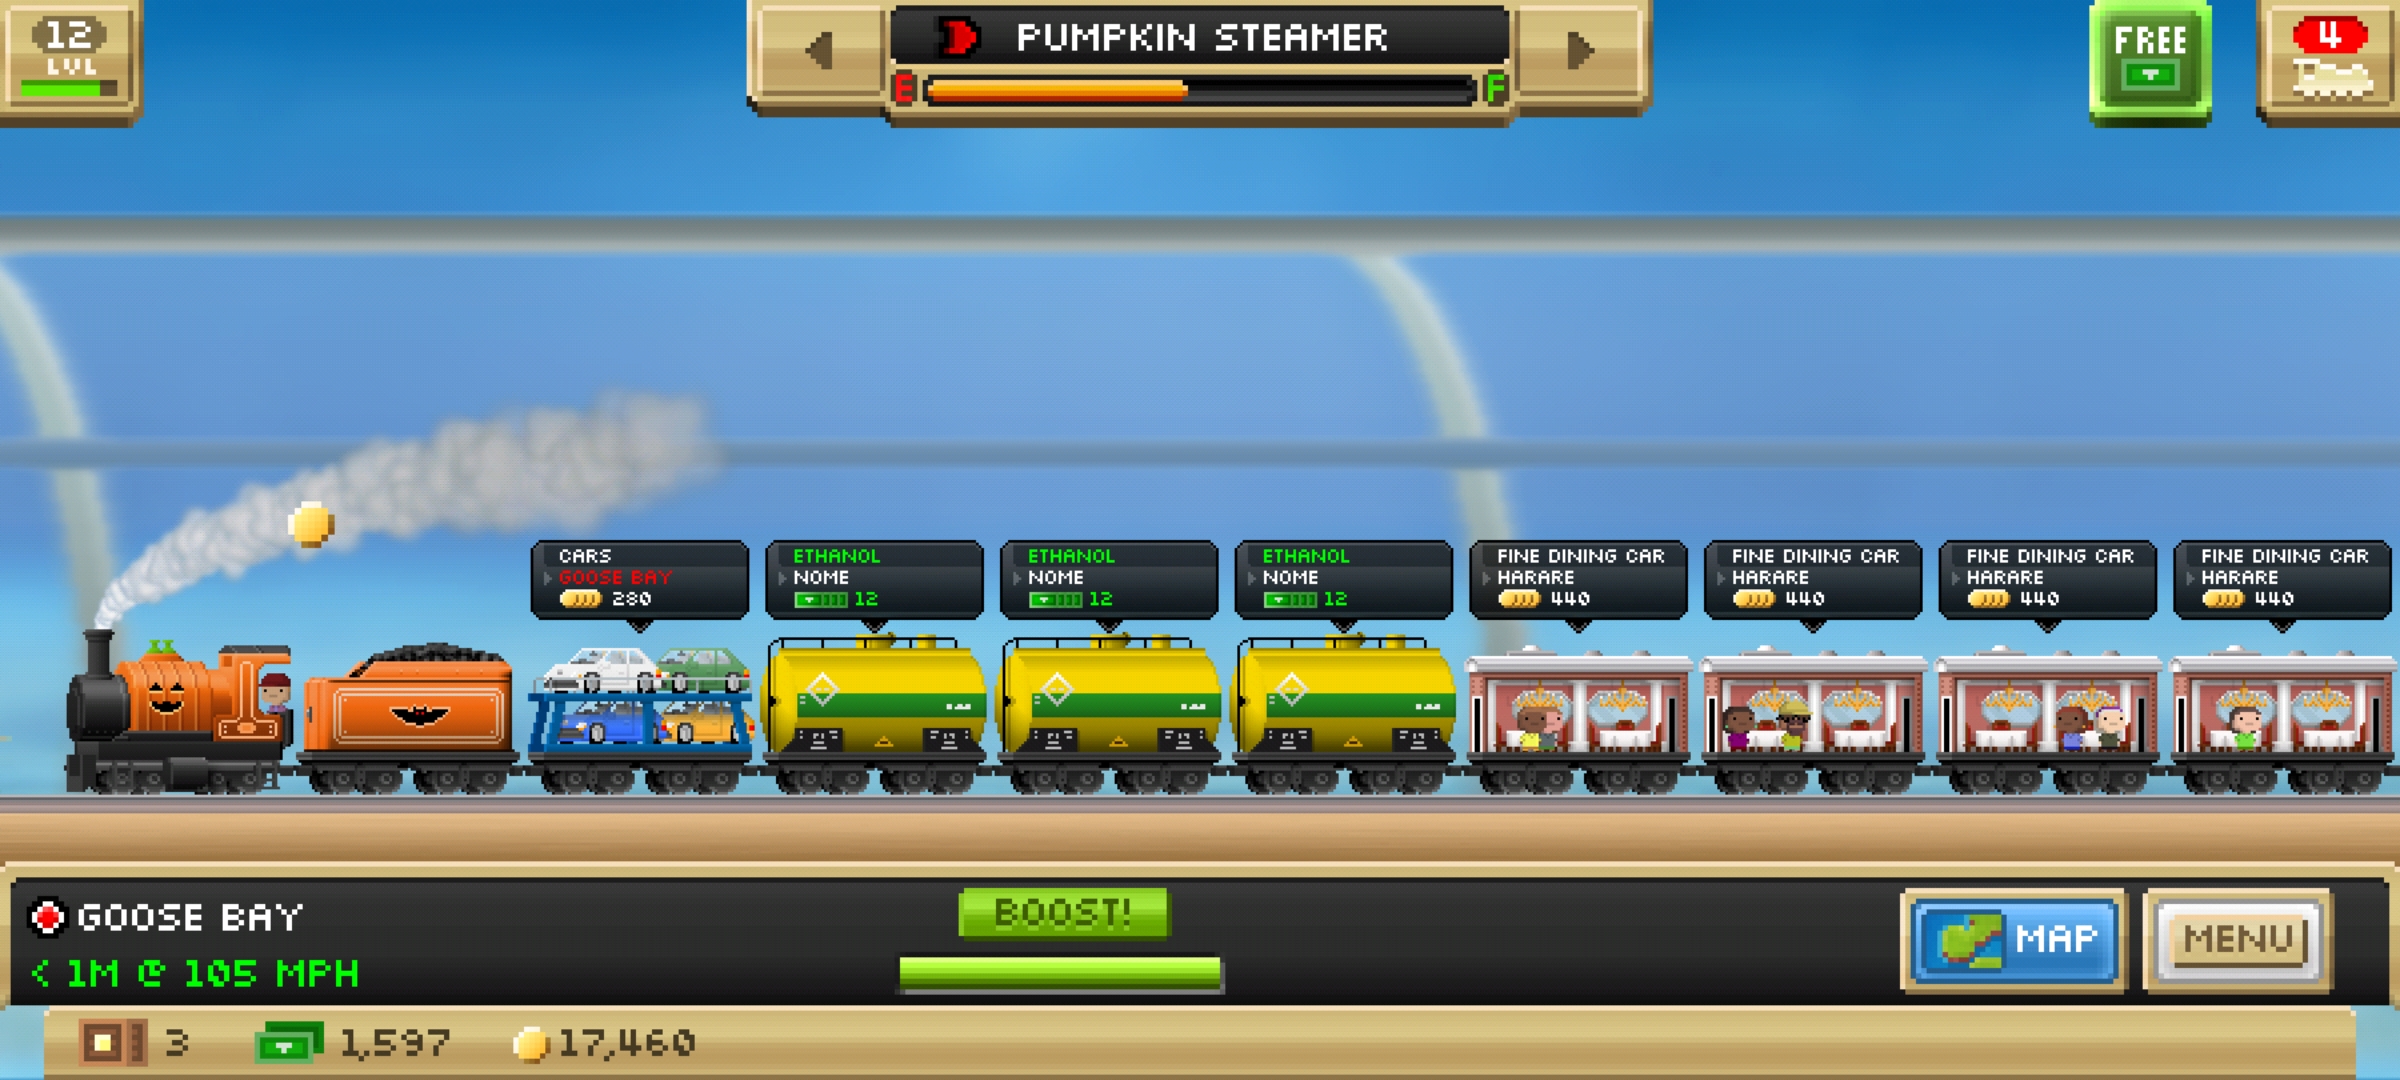 12
LVL
PUMPKIN STEAMER
E
F
FREE
4
CARS
GOOSE BAY
280
ETHANOL
NOME
12
ETHANOL
NOME
12
ETHANOL
NOME
12
FINE DINING CAR
HARARE
440
FINE DINING CAR
HARARE
440
FINE DINING CAR
HARARE
440
FINE DINING CAR
HARARE
440
GOOSE BAY
< 1M @ 105 MPH
BOOST!
MAP
MENU
3
1,597
17,460